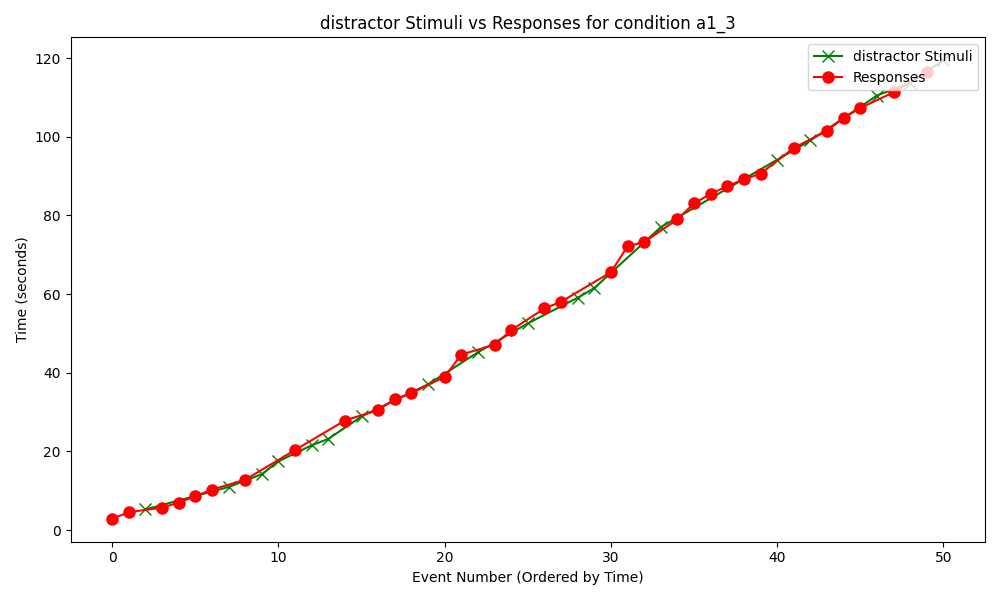 distractor Stimuli vs Responses for condition a1_3
distractor Stimuli
Responses
Time (seconds)
120
100
80
60
40
20
0
0 10 20 30 40 50
Event Number (Ordered by Time)